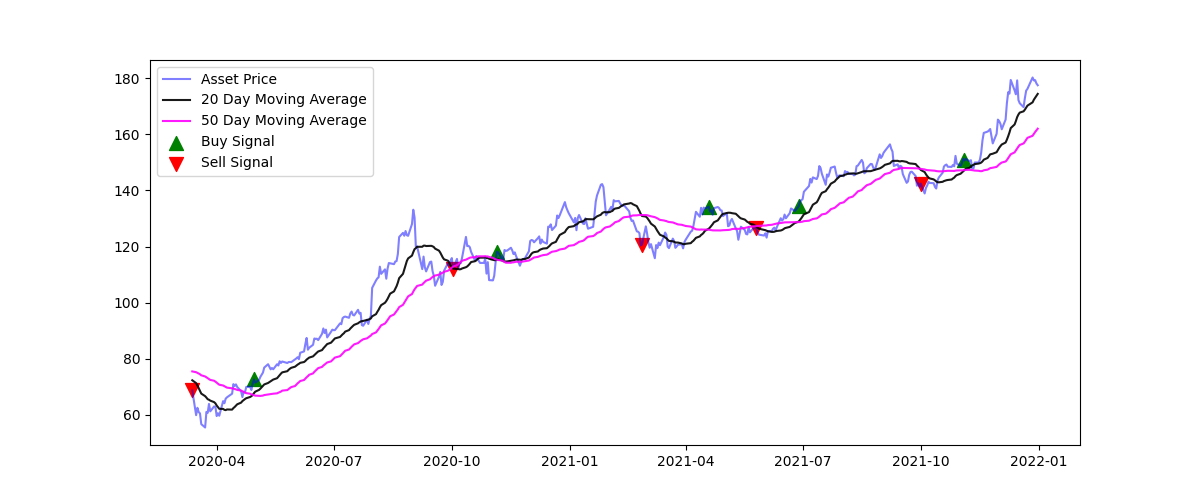 Asset Price
20 Day Moving Average
50 Day Moving Average
Buy Signal
Sell Signal
180
160
140
120
100
80
60
2020-04 2020-07 2020-10 2021-01 2021-04 2021-07 2021-10 2022-01